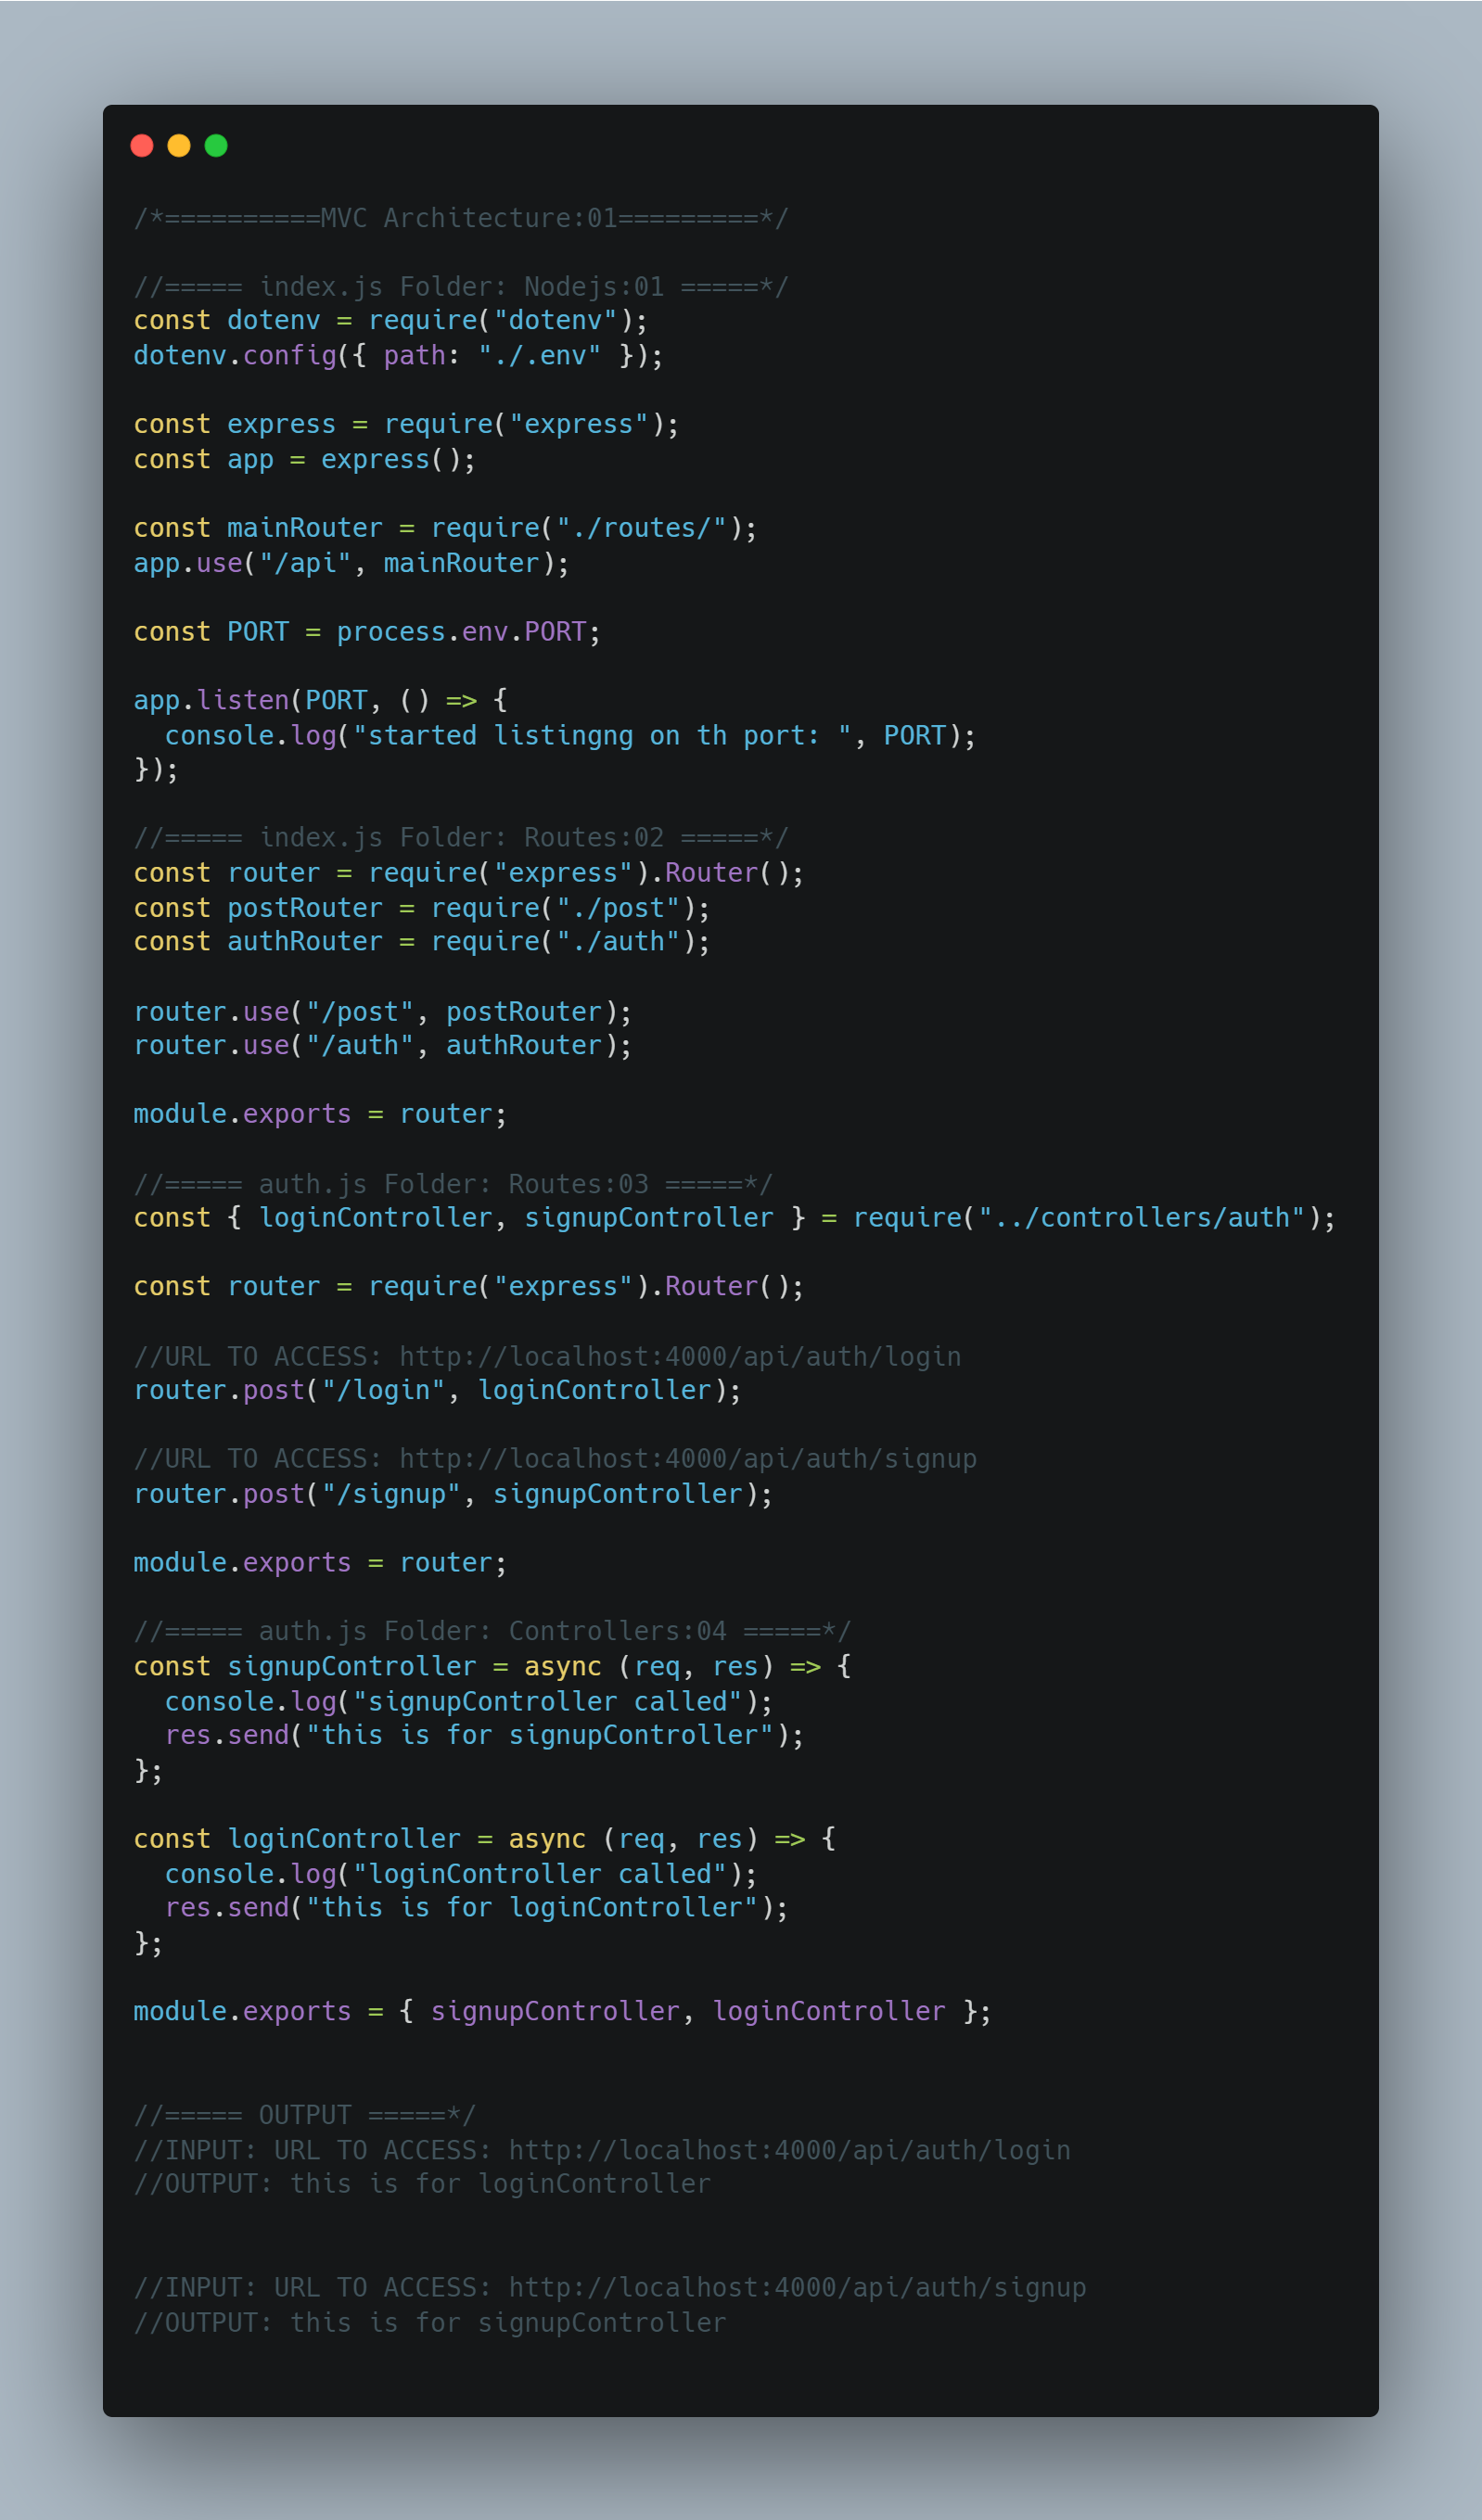 /*==========MVC Architecture:01=========*/
//===== index.js Folder: Nodejs:01 =====*/
const dotenv = require("dotenv");
dotenv.config({ path: "./.env" });
const express = require("express");
const app = express();
const mainRouter = require("./routes/");
app.use("/api", mainRouter);
const PORT = process.env.PORT;
app.listen(PORT, () => {
  console.log("started listingng on th port: ", PORT);
});
//===== index.js Folder: Routes:02 =====*/
const router = require("express").Router();
const postRouter = require("./post");
const authRouter = require("./auth");
router.use("/post", postRouter);
router.use("/auth", authRouter);
module.exports = router;
//===== auth.js Folder: Routes:03 =====*/
const { loginController, signupController } = require("../controllers/auth");
const router = require("express").Router();
//URL TO ACCESS: http://localhost:4000/api/auth/login
router.post("/login", loginController);
//URL TO ACCESS: http://localhost:4000/api/auth/signup
router.post("/signup", signupController);
module.exports = router;
//===== auth.js Folder: Controllers:04 =====*/
const signupController = async (req, res) => {
  console.log("signupController called");
  res.send("this is for signupController");
};
const loginController = async (req, res) => {
  console.log("loginController called");
  res.send("this is for loginController");
};
module.exports = { signupController, loginController };
//===== OUTPUT =====*/
//INPUT: URL TO ACCESS: http://localhost:4000/api/auth/login
//OUTPUT: this is for loginController
//INPUT: URL TO ACCESS: http://localhost:4000/api/auth/signup
//OUTPUT: this is for signupController